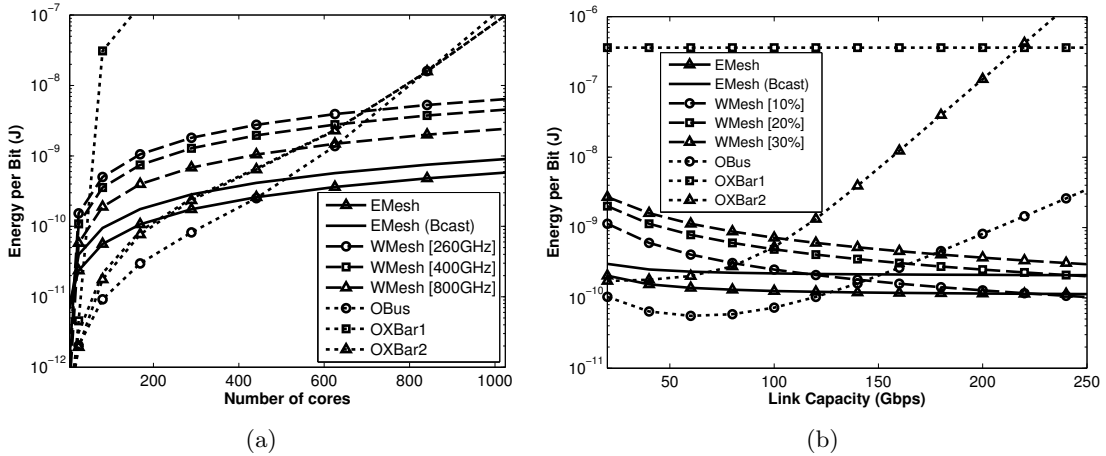 10−7
10−8
10−9
10−10
10−11
10−12
Energy per Bit (J)
200 400 600 800 1000
Number of cores
EMesh
EMesh (Bcast)
WMesh [260GHz]
WMesh [400GHz]
WMesh [800GHz]
OBus
OXBar1
OXBar2
(a)
10−6
10−7
10−8
10−9
10−10
10−11
Energy per Bit (J)
50 100 150 200 250
Link Capacity (Gbps)
EMesh
EMesh (Bcast)
WMesh [10%]
WMesh [20%]
WMesh [30%]
OBus
OXBar1
OXBar2
(b)